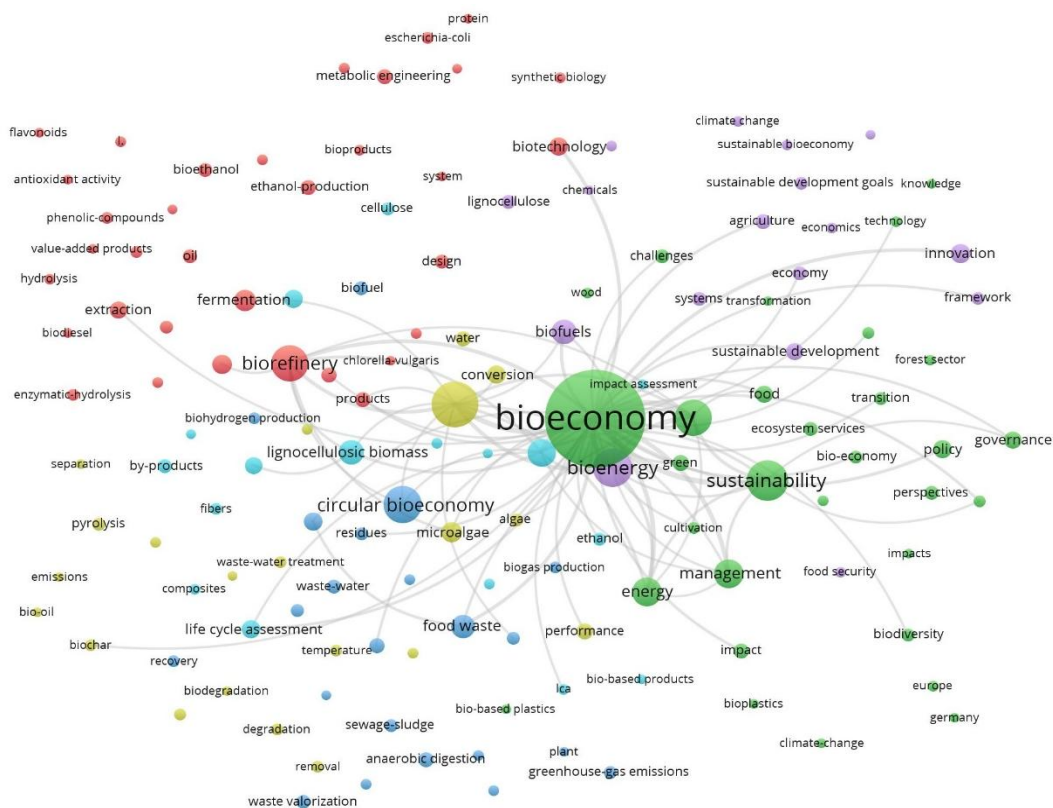 protein
escherichia-coli
metabolic engineering
synthetic biology
climate change
flavonoids
l.
bioproducts
biotechnology
sustainable bioeconomy
bioethanol
antioxidant activity
ethanol-production
system
chemicals
sustainable development goals
knowledge
cellulose
lignocellulose
phenolic-compounds
agriculture
economics
technology
value-added products
oil
design
challenges
innovation
hydrolysis
biofuel
economy
extraction
fermentation
wood
systems
transformation
framework
biodiesel
water
biofuels
sustainable development
forest sector
biorefinery
chlorella-vulgaris
conversion
impact assessment
food
transition
enzymatic-hydrolysis
products
biohydrogen production
bioeconomy
ecosystem services
governance
separation
by-products
lignocellulosic biomass
bioenergy
green
bio-economy
policy
sustainability
perspectives
fibers
circular bioeconomy
pyrolysis
residues
microalgae
algae
ethanol
cultivation
impacts
waste-water treatment
biogas production
management
food security
emissions
composites
waste-water
energy
bio-oil
life cycle assessment
food waste
performance
biodiversity
biochar
temperature
impact
recovery
biodegradation
lca
bio-based products
europe
bio-based plastics
bioplastics
germany
degradation
sewage-sludge
climate-change
removal
anaerobic digestion
plant
greenhouse-gas emissions
waste valorization